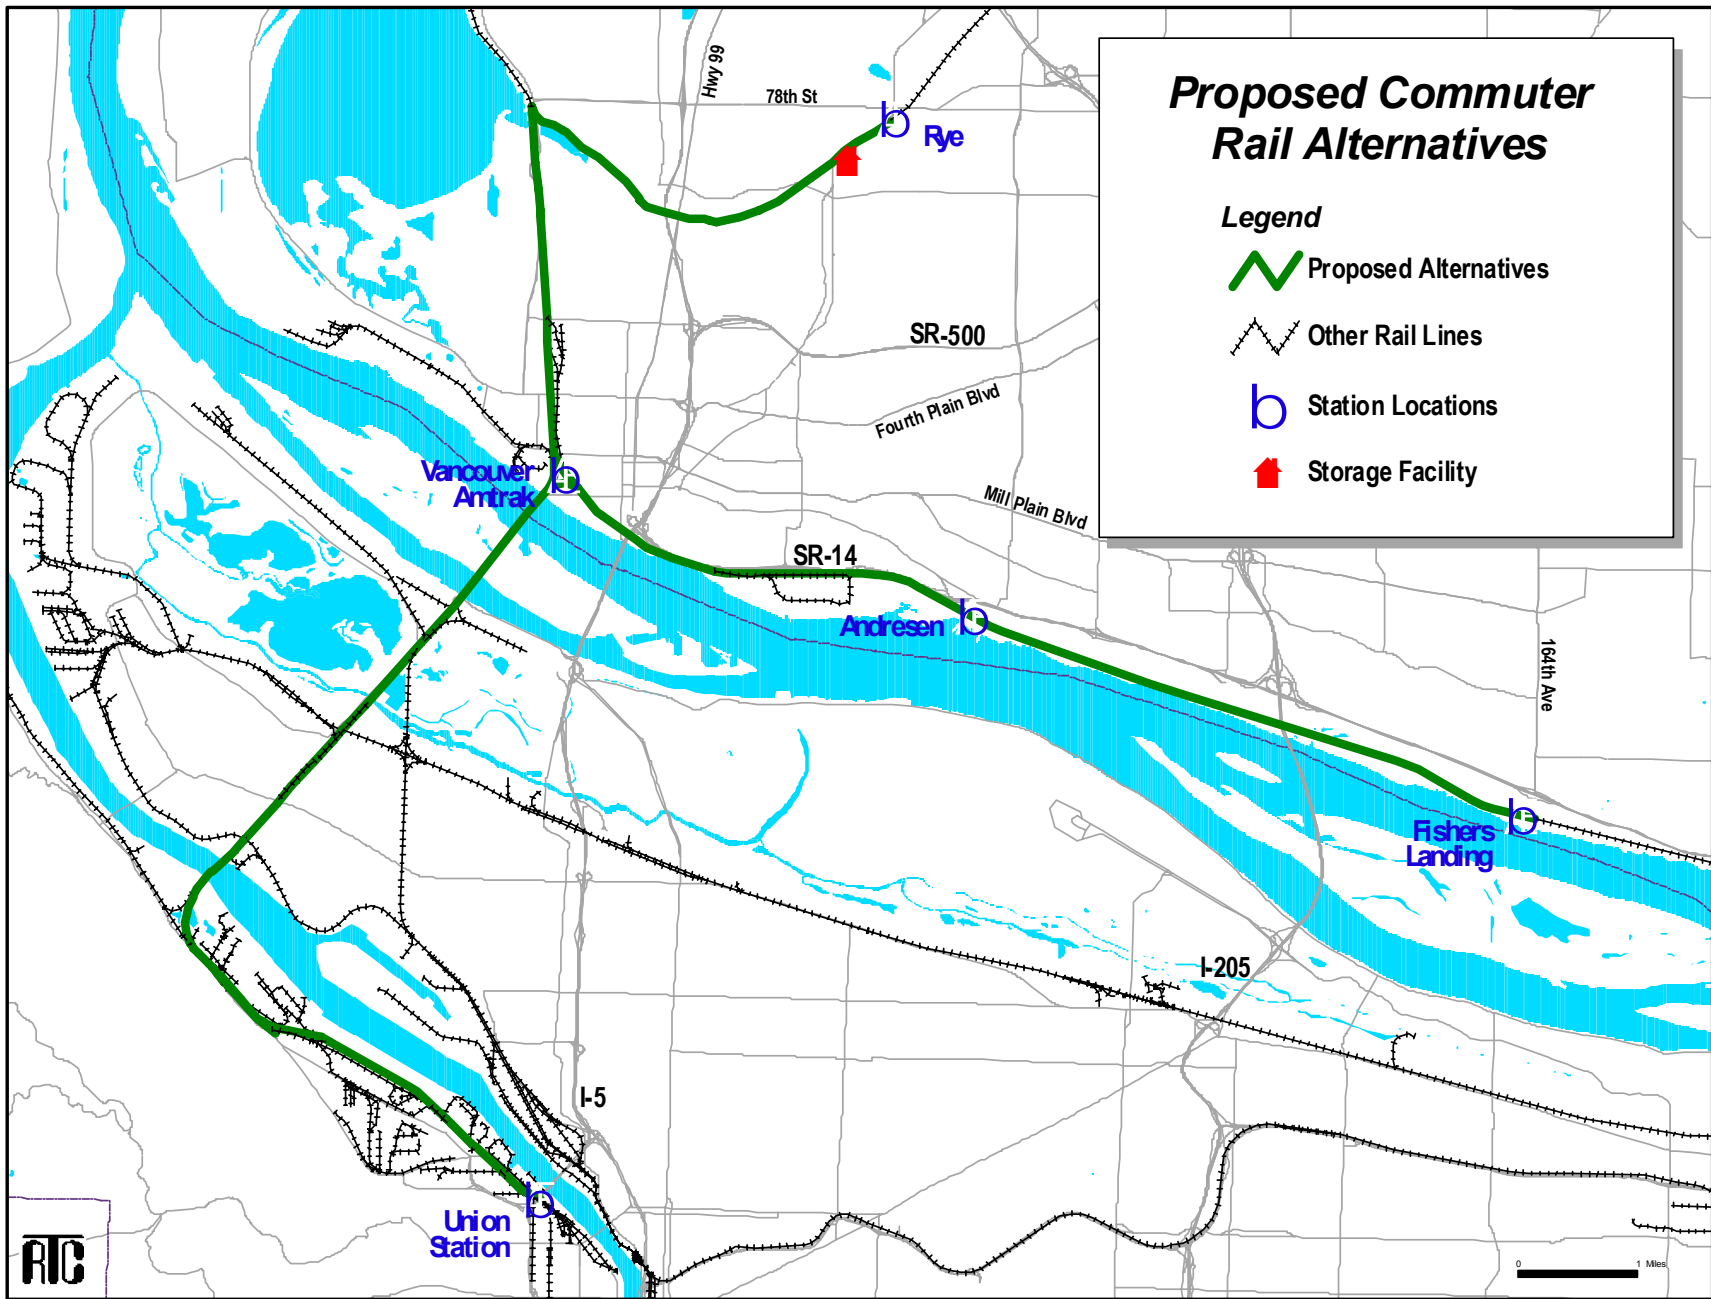 Proposed Commuter
Rail Alternatives
Legend
Proposed Alternatives
Other Rail Lines
b Station Locations
Storage Facility
Hwy 99
78th St
b
Rye
SR-500
Fourth Plain Blvd
Vancouver
Amtrak
b
Mill Plain Blvd
SR-14
Andresen
b
164th Ave
b
Fishers
Landing
I-205
I-5
b
Union
Station
RTC
0 1 Miles